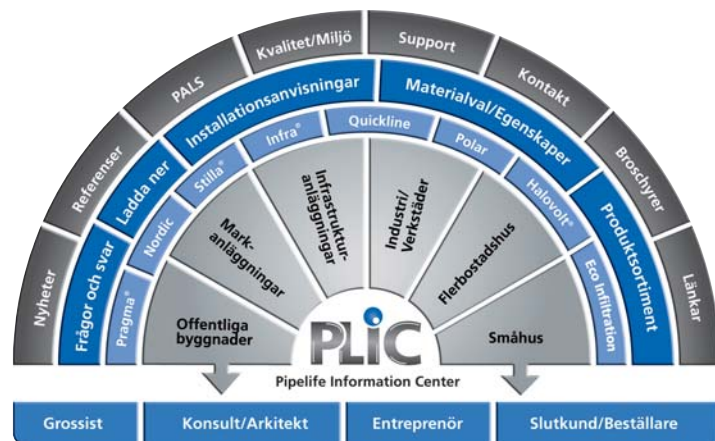 Nyheter
Referenser
PALS
Kvalitet/Miljö
Support
Kontakt
Broschyrer
Länkar
Frågor och svar
Ladda ner
Installationsanvisningar
Materialval/Egenskaper
Produktsortiment
Pragma®
Nordic
Stilla®
Infra®
Quickline
Polar
Halovolt®
Eco Infiltration
Offentliga
byggnader
Mark-
anläggningar
Infrastruktur-
anläggningar
Industri/
Verkstäder
Flerbostadshus
Småhus
PLiC
Pipelife Information Center
Grossist
Konsult/Arkitekt
Entreprenör
Slutkund/Beställare